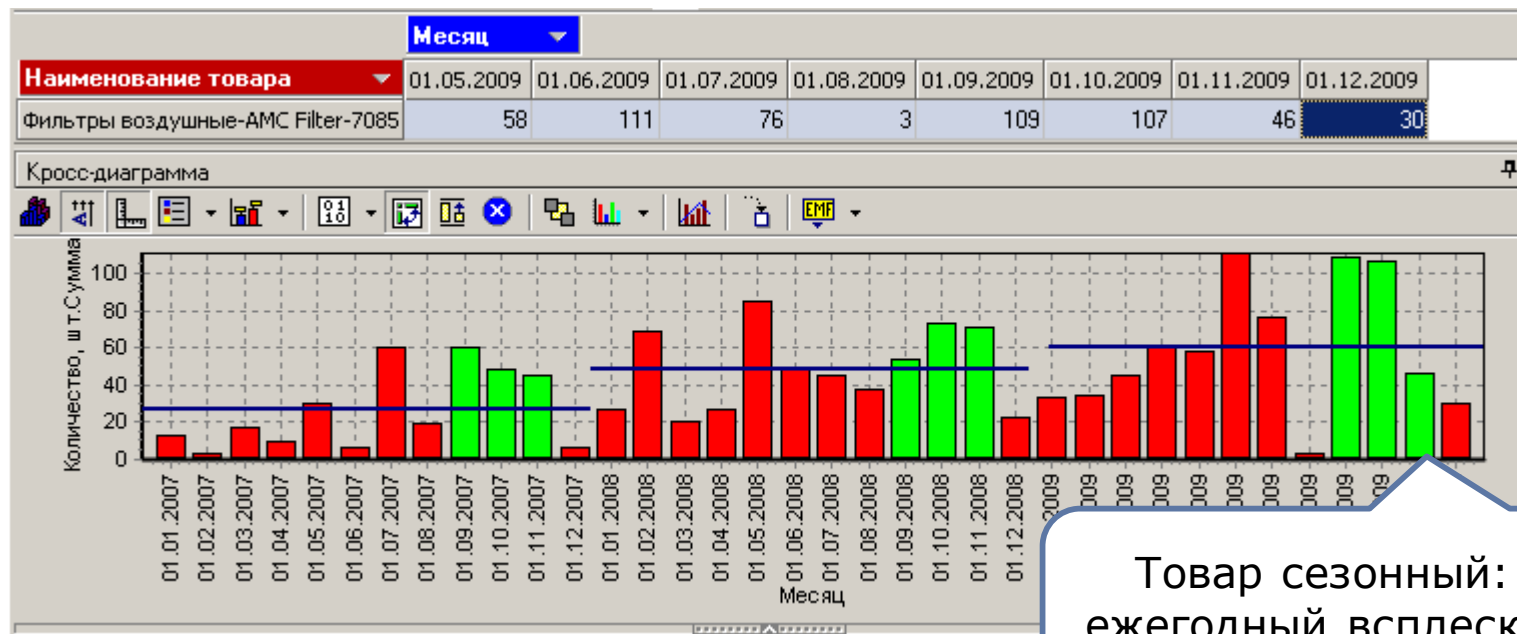 Месяц
Наименование товара 01.05.2009 01.06.2009 01.07.2009 01.08.2009 01.09.2009 01.10.2009 01.11.2009 01.12.2009
Фильтры воздушные-AMC Filter-7085 58 111 76 3 109 107 46 30
Кросс-диаграмма
EMF
Количество, шт.Сумма
100
80
60
40
20
0
01.01.2007 01.02.2007 01.03.2007 01.04.2007 01.05.2007 01.06.2007 01.07.2007 01.08.2007 01.09.2007 01.10.2007 01.11.2007 01.12.2007 01.01.2008 01.02.2008 01.03.2008 01.04.2008 01.05.2008 01.06.2008 01.07.2008 01.08.2008 01.09.2008 01.10.2008 01.11.2008 01.12.2008
Месяц
Товар сезонный:
ежегодный всплеск